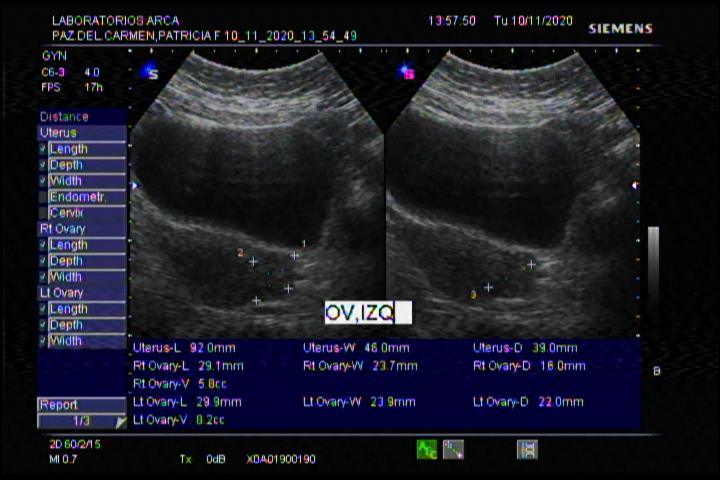 LABORATORIOS ARCA 13:57:50 Tu 10/11/2020
PAZ DEL.CARMEN,PATRICIA F 10_11_2020_13_54_49
SIEMENS
GYN
C6-3 4.0
FPS 17h
S
Distance
Uterus
Length
Depth
Width
Endometr.
Cervix
Rt Ovary
Length
Depth
Width
Lt Ovary
Length
Depth
Width
1
2
3
OV,IZQ
Uterus-L 92.0mm Uterus-W 46.0mm Uterus-D 39.0mm
Rt Ovary-L 29.1mm Rt Ovary-W 23.7mm Rt Ovary-D 16.0mm
Rt Ovary-V 5.8cc
Lt Ovary-L 29.9mm Lt Ovary-W 23.9mm Lt Ovary-D 22.0mm
Lt Ovary-V 8.2cc
B
Report
1/3
2D 60/2/15
MI 0.7 Tx 0dB XDA01900190